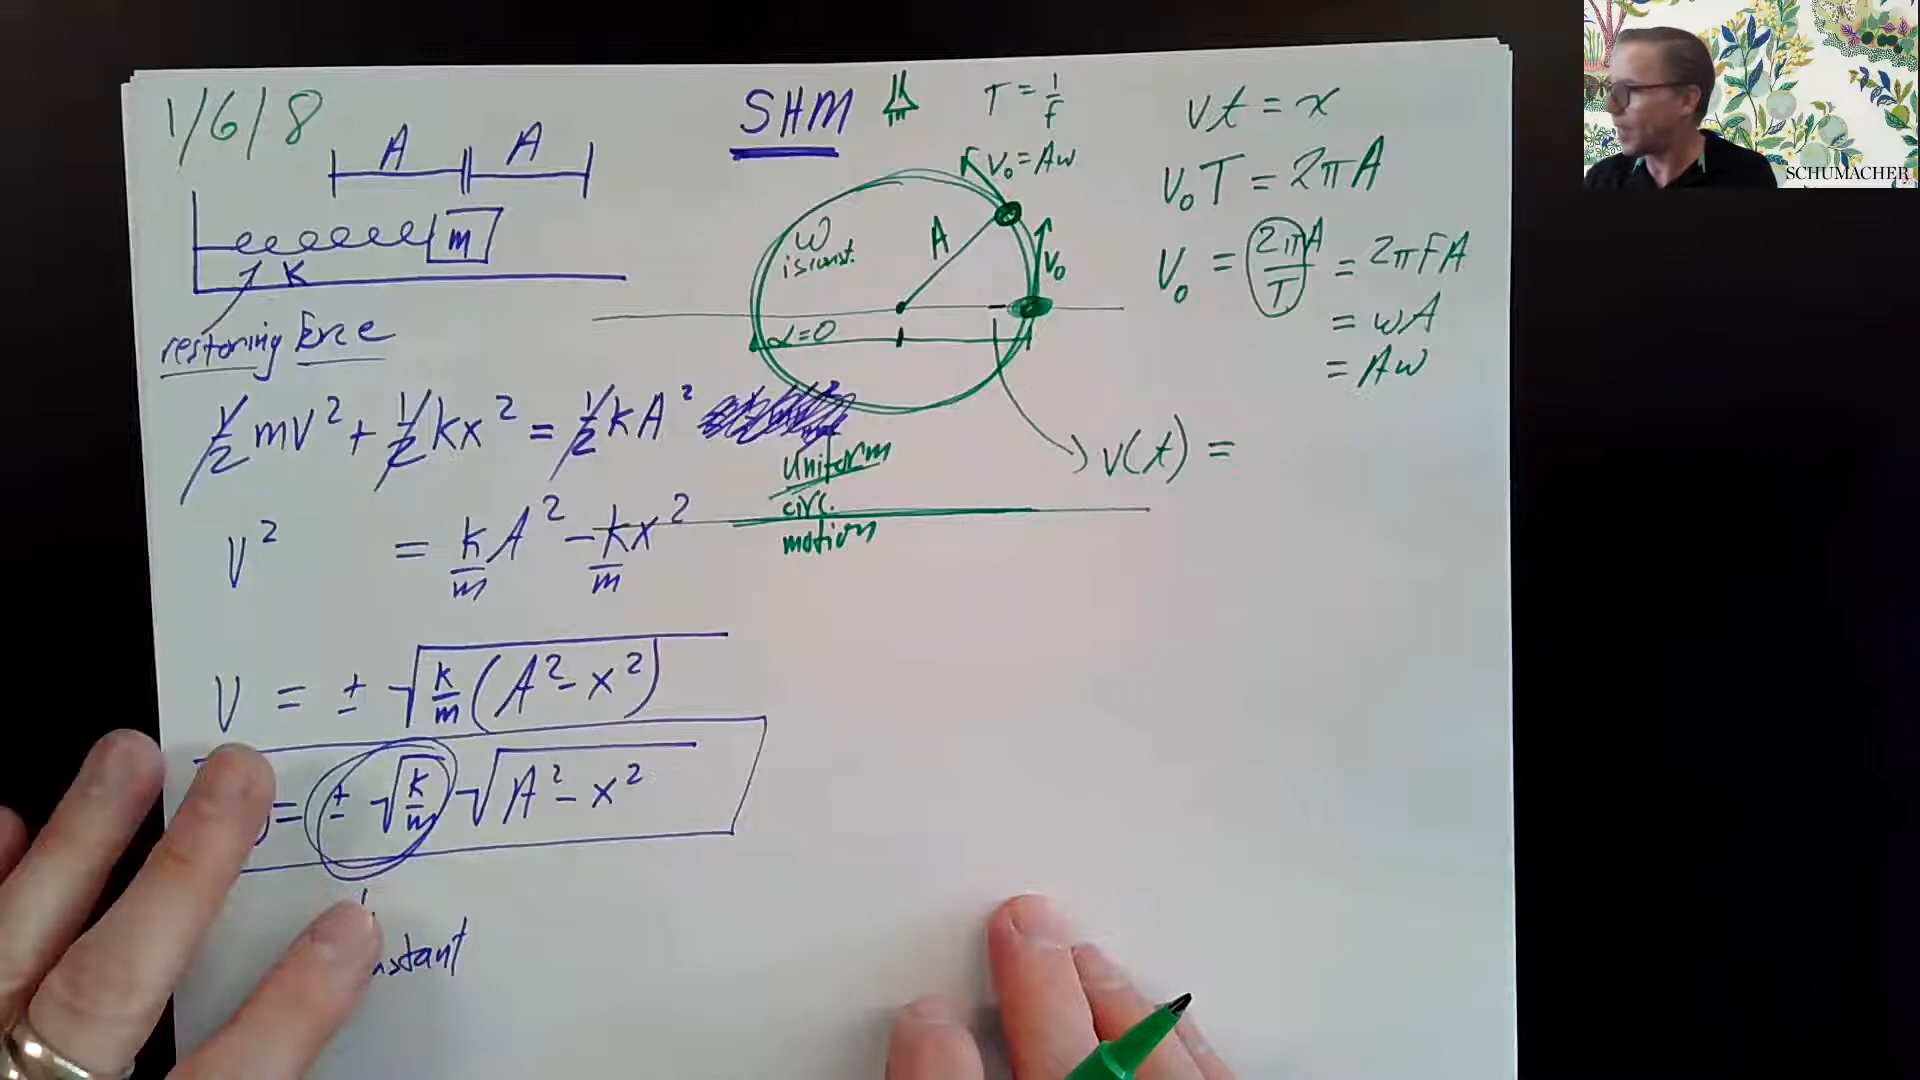 1/6/8
A A
m
K
restoring Force
½mv² + ½kx² = ½kA²
v² = k/m A² - k/m x²
V = ± √(k/m (A² - x²))
= ± √(k/m) √(A² - x²)
SHM
T = 1/F
V₀ = Aω
ω
is const.
A
V₀
α=0
Uniform
circ.
motion
vt = x
V₀T = 2πA
V₀ = 2πA/T = 2πFA
= ωA
= Aω
v(t) =
SCHUMACHER